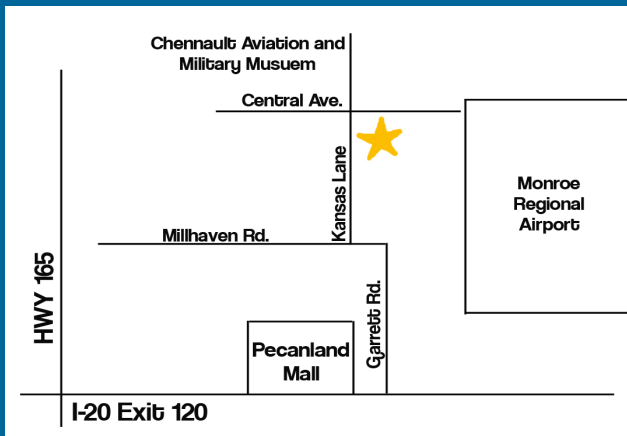 Chennault Aviation and
Military Musuem
Central Ave.
Kansas Lane
Monroe
Regional
Airport
Millhaven Rd.
HWY 165
Garrett Rd.
Pecanland
Mall
I-20 Exit 120